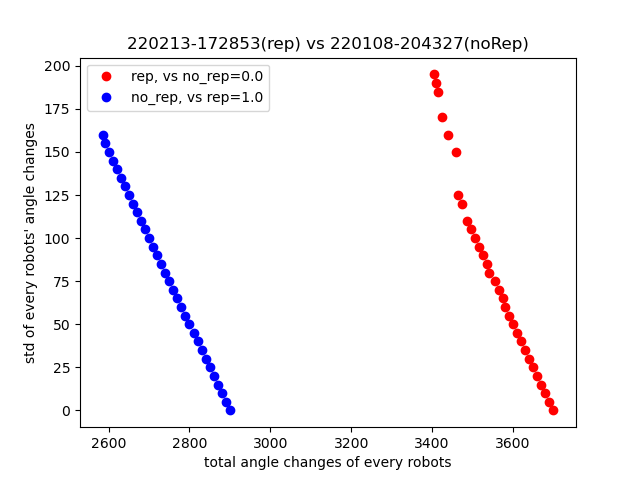 220213-172853(rep) vs 220108-204327(noRep)
rep, vs no_rep=0.0
no_rep, vs rep=1.0
std of every robots' angle changes
200
175
150
125
100
75
50
25
0
2600 2800 3000 3200 3400 3600
total angle changes of every robots